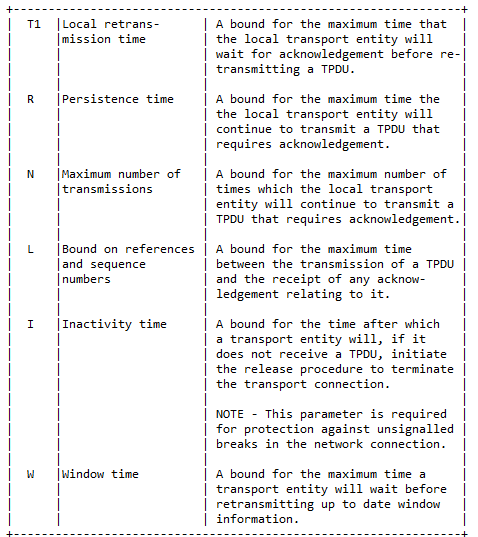 T1 Local retrans- A bound for the maximum time that
mission time the local transport entity will
wait for acknowledgement before re-
transmitting a TPDU.
R Persistence time A bound for the maximum time the
the local transport entity will
continue to transmit a TPDU that
requires acknowledgement.
N Maximum number of A bound for the maximum number of
transmissions times which the local transport
entity will continue to transmit a
TPDU that requires acknowledgement.
L Bound on references A bound for the maximum time
and sequence between the transmission of a TPDU
numbers and the receipt of any acknow-
ledgement relating to it.
I Inactivity time A bound for the time after which
a transport entity will, if it
does not receive a TPDU, initiate
the release procedure to terminate
the transport connection.
NOTE - This parameter is required
for protection against unsignalled
breaks in the network connection.
W Window time A bound for the maximum time a
transport entity will wait before
retransmitting up to date window
information.